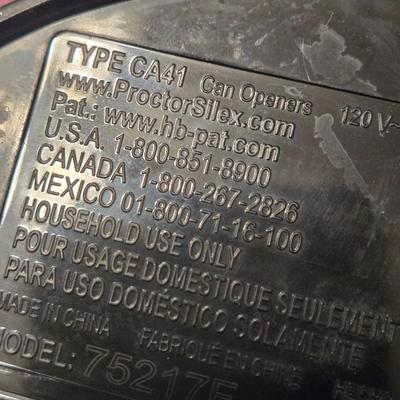 TYPE CA41 Can Openers 120 V~
www.ProctorSilex.com
Pat.: www.hb-pat.com
U.S.A. 1-800-851-8900
CANADA 1-800-267-2826
MEXICO 01-800-71-16-100
HOUSEHOLD USE ONLY
POUR USAGE DOMESTIQUE SEULEMENT
PARA USO DOMÉSTICO SOLAMENTE
MADE IN CHINA FABRIQUÉ EN CHINE
MODEL: 75217F